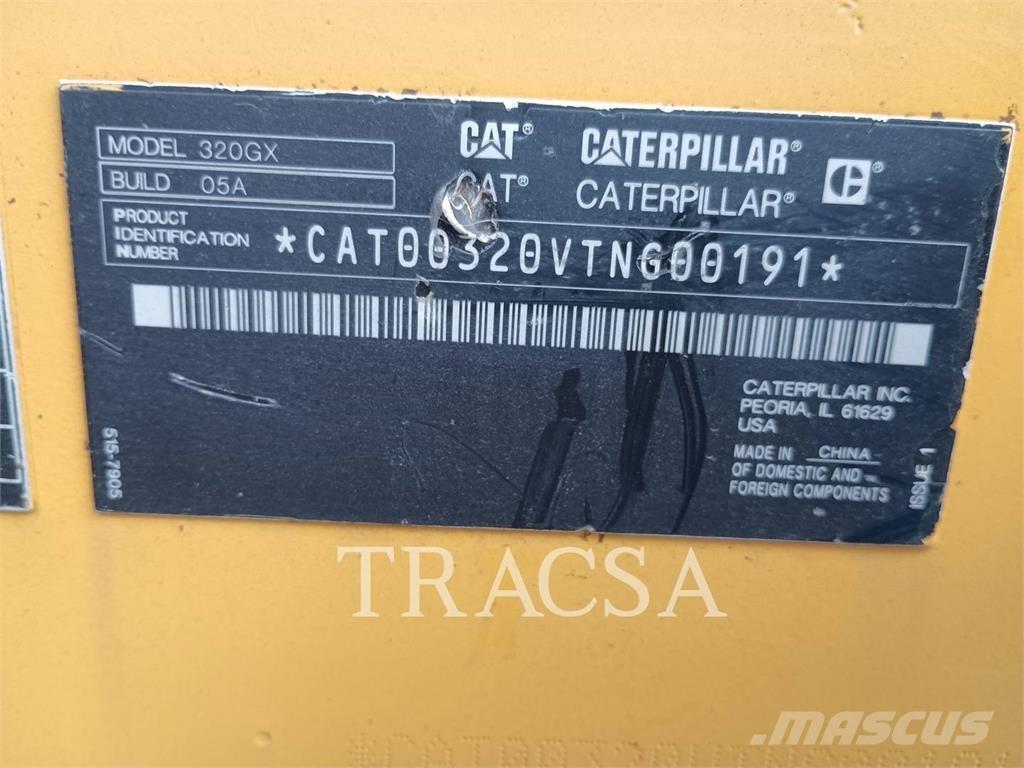 MODEL 320GX
BUILD 05A
CAT® CATERPILLAR®
CAT® CATERPILLAR®
PRODUCT
IDENTIFICATION
NUMBER
*CAT00320VTNG00191*
CATERPILLAR INC.
PEORIA, IL 61629
USA
MADE IN CHINA
OF DOMESTIC AND
FOREIGN COMPONENTS
515-7905
ISSUE 1
TRACSA
MASCUS